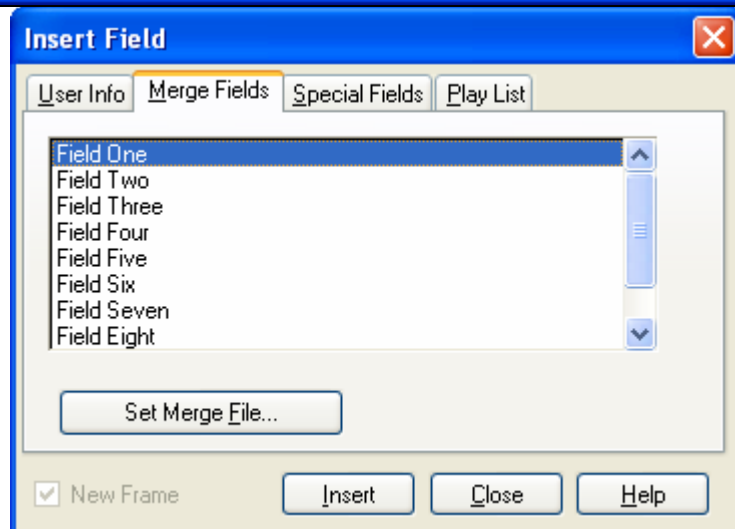 Insert Field
User Info Merge Fields Special Fields Play List
Field One
Field Two
Field Three
Field Four
Field Five
Field Six
Field Seven
Field Eight
Set Merge File...
New Frame Insert Close Help